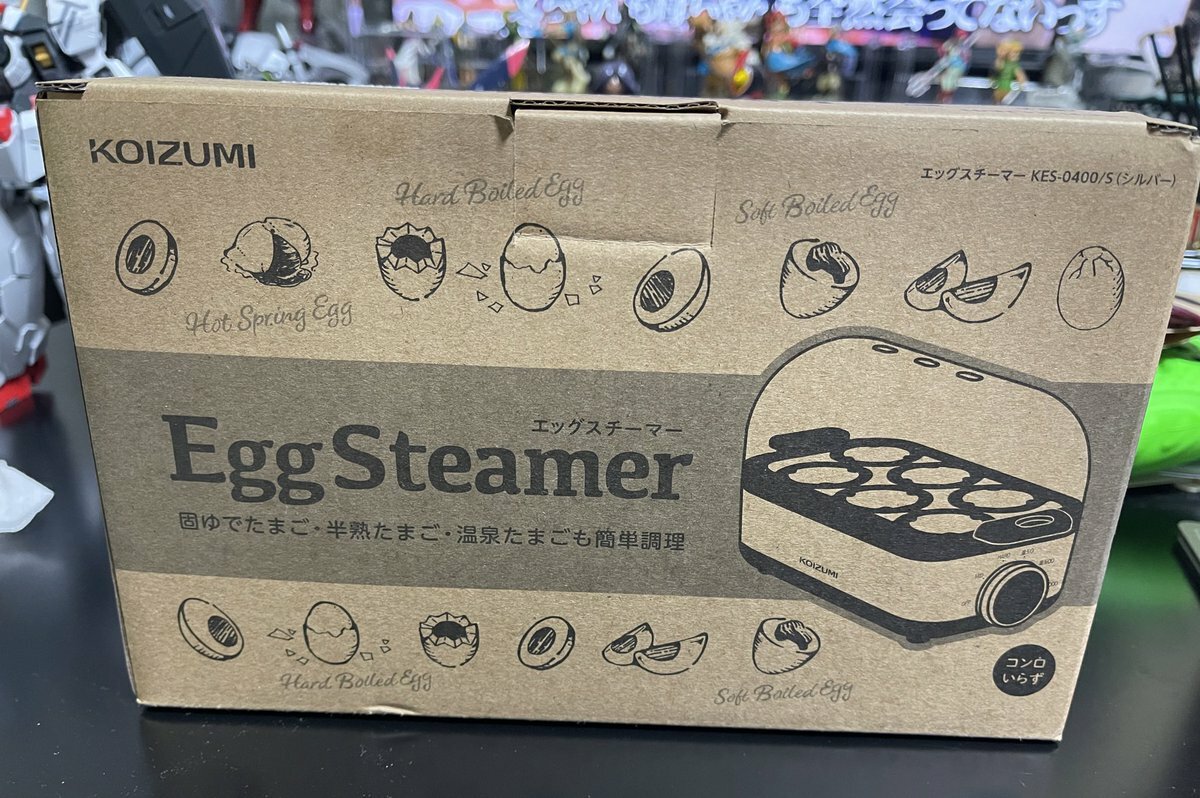 KOIZUMI
エッグスチーマー KES-0400/S (シルバー)
Hard Boiled Egg
Soft Boiled Egg
Hot Spring Egg
エッグスチーマー
Egg Steamer
固ゆでたまご・半熟たまご・温泉たまごも簡単調理
KOIZUMI
コンロ
いらず
Hard Boiled Egg
Soft Boiled Egg